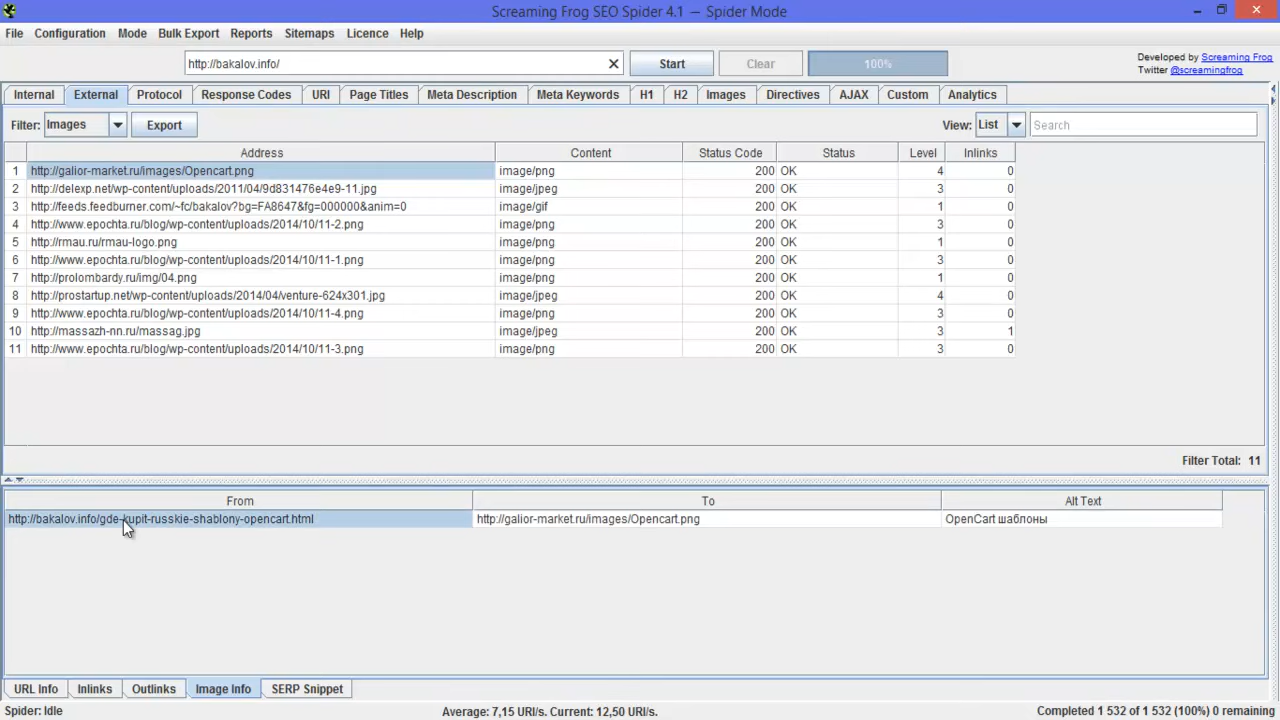 Screaming Frog SEO Spider 4.1 – Spider Mode
File Configuration Mode Bulk Export Reports Sitemaps Licence Help
http://bakalov.info/ Start Clear 100%
Developed by Screaming Frog
Twitter @screamingfrog
Internal External Protocol Response Codes URI Page Titles Meta Description Meta Keywords H1 H2 Images Directives AJAX Custom Analytics
Filter: Images Export View: List Search
Address Content Status Code Status Level Inlinks
1 http://galior-market.ru/images/Opencart.png image/png 200 OK 4 0
2 http://delexp.net/wp-content/uploads/2011/04/9d831476e4e9-11.jpg image/jpeg 200 OK 3 0
3 http://feeds.feedburner.com/~fc/bakalov?bg=FA8647&fg=000000&anim=0 image/gif 200 OK 1 0
4 http://www.epochta.ru/blog/wp-content/uploads/2014/10/11-2.png image/png 200 OK 3 0
5 http://rmau.ru/rmau-logo.png image/png 200 OK 1 0
6 http://www.epochta.ru/blog/wp-content/uploads/2014/10/11-1.png image/png 200 OK 3 0
7 http://prolombardy.ru/img/04.png image/png 200 OK 1 0
8 http://prostartup.net/wp-content/uploads/2014/04/venture-624x301.jpg image/jpeg 200 OK 4 0
9 http://www.epochta.ru/blog/wp-content/uploads/2014/10/11-4.png image/png 200 OK 3 0
10 http://massazh-nn.ru/massag.jpg image/jpeg 200 OK 3 1
11 http://www.epochta.ru/blog/wp-content/uploads/2014/10/11-3.png image/png 200 OK 3 0
Filter Total: 11
From To Alt Text
http://bakalov.info/gde-kupit-russkie-shablony-opencart.html http://galior-market.ru/images/Opencart.png OpenCart шаблоны
URL Info Inlinks Outlinks Image Info SERP Snippet
Spider: Idle Average: 7,15 URI/s. Current: 12,50 URI/s. Completed 1 532 of 1 532 (100%) 0 remaining